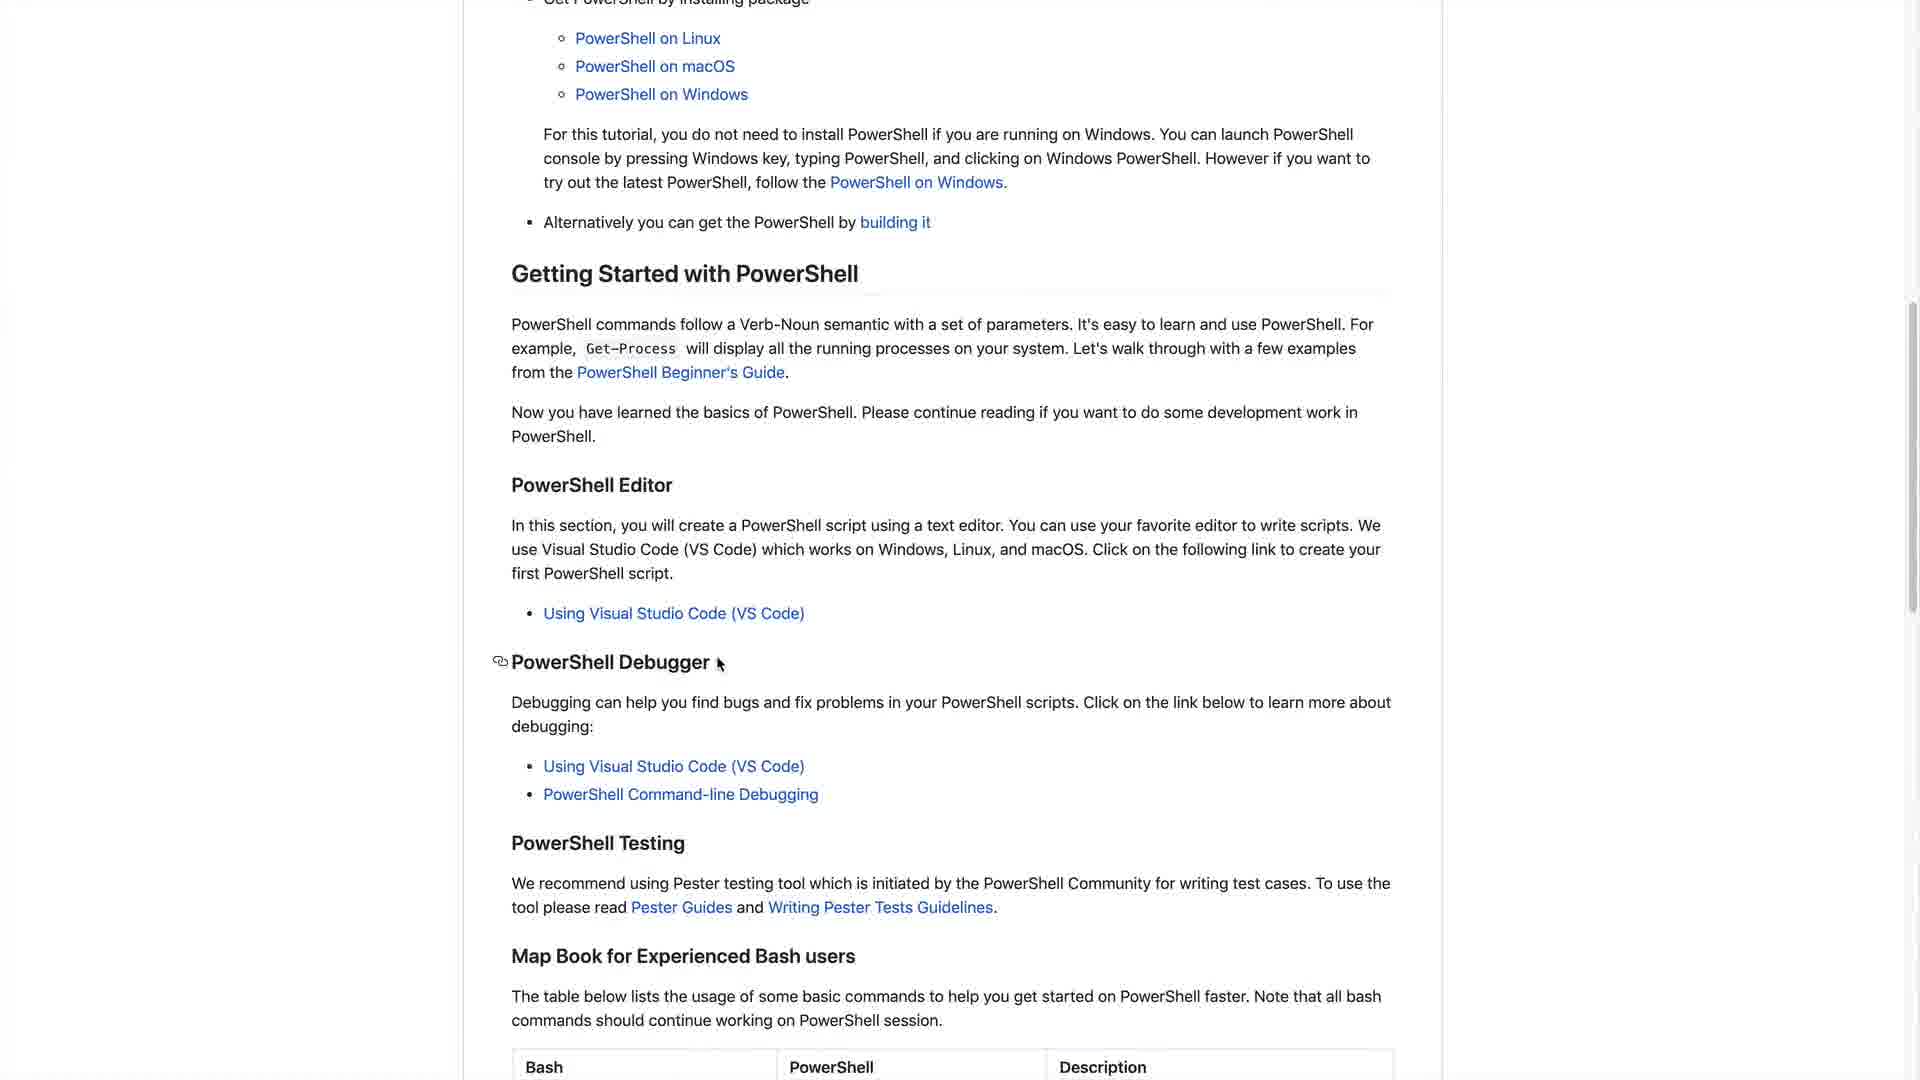 Get PowerShell by installing package
PowerShell on Linux
PowerShell on macOS
PowerShell on Windows
For this tutorial, you do not need to install PowerShell if you are running on Windows. You can launch PowerShell
console by pressing Windows key, typing PowerShell, and clicking on Windows PowerShell. However if you want to
try out the latest PowerShell, follow the PowerShell on Windows.
Alternatively you can get the PowerShell by building it
Getting Started with PowerShell
PowerShell commands follow a Verb-Noun semantic with a set of parameters. It's easy to learn and use PowerShell. For
example, Get-Process will display all the running processes on your system. Let's walk through with a few examples
from the PowerShell Beginner's Guide.
Now you have learned the basics of PowerShell. Please continue reading if you want to do some development work in
PowerShell.
PowerShell Editor
In this section, you will create a PowerShell script using a text editor. You can use your favorite editor to write scripts. We
use Visual Studio Code (VS Code) which works on Windows, Linux, and macOS. Click on the following link to create your
first PowerShell script.
Using Visual Studio Code (VS Code)
PowerShell Debugger
Debugging can help you find bugs and fix problems in your PowerShell scripts. Click on the link below to learn more about
debugging:
Using Visual Studio Code (VS Code)
PowerShell Command-line Debugging
PowerShell Testing
We recommend using Pester testing tool which is initiated by the PowerShell Community for writing test cases. To use the
tool please read Pester Guides and Writing Pester Tests Guidelines.
Map Book for Experienced Bash users
The table below lists the usage of some basic commands to help you get started on PowerShell faster. Note that all bash
commands should continue working on PowerShell session.
Bash PowerShell Description